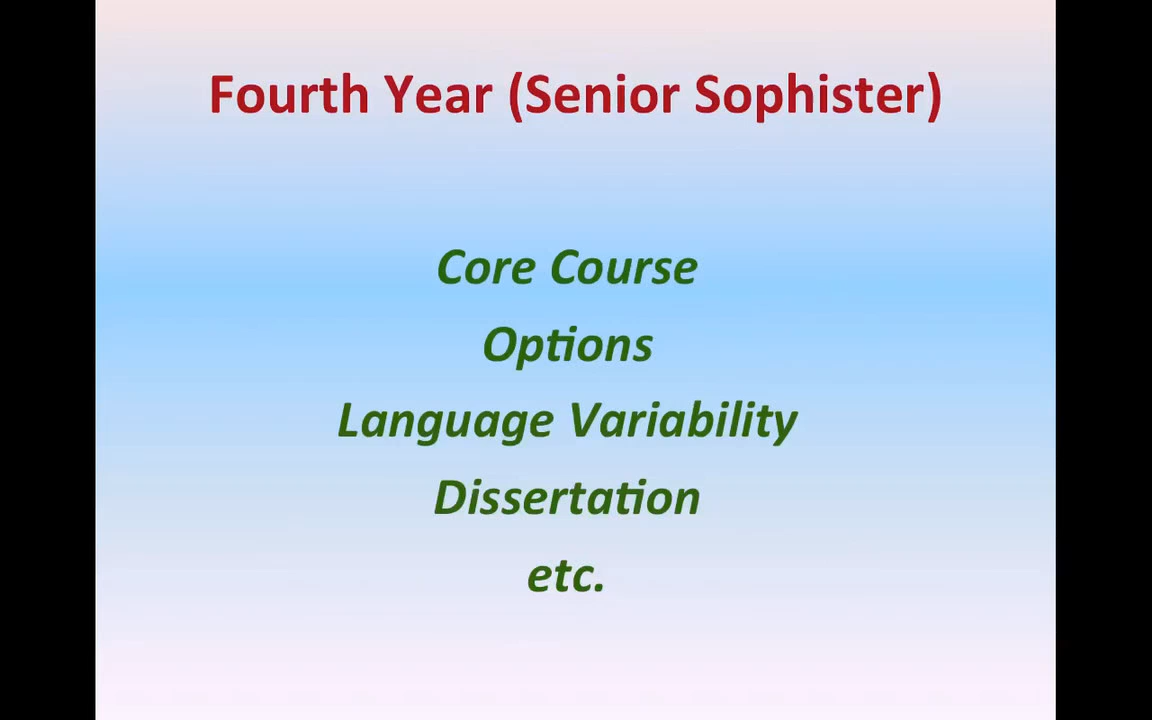 Fourth Year (Senior Sophister)
Core Course
Options
Language Variability
Dissertation
etc.